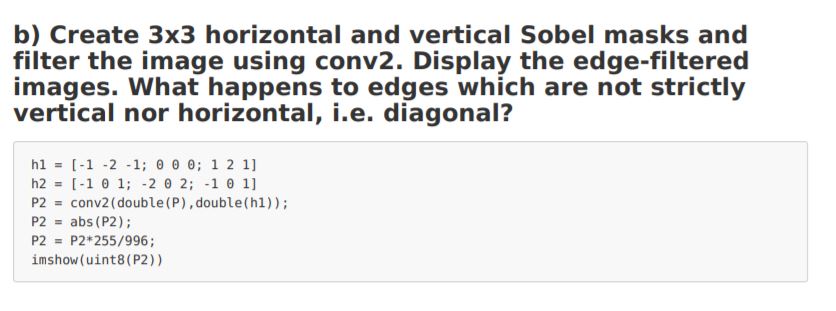 b) Create 3x3 horizontal and vertical Sobel masks and
filter the image using conv2. Display the edge-filtered
images. What happens to edges which are not strictly
vertical nor horizontal, i.e. diagonal?
h1 = [-1 -2 -1; 0 0 0; 1 2 1]
h2 = [-1 0 1; -2 0 2; -1 0 1]
P2 = conv2(double(P),double(h1));
P2 = abs(P2);
P2 = P2*255/996;
imshow(uint8(P2))